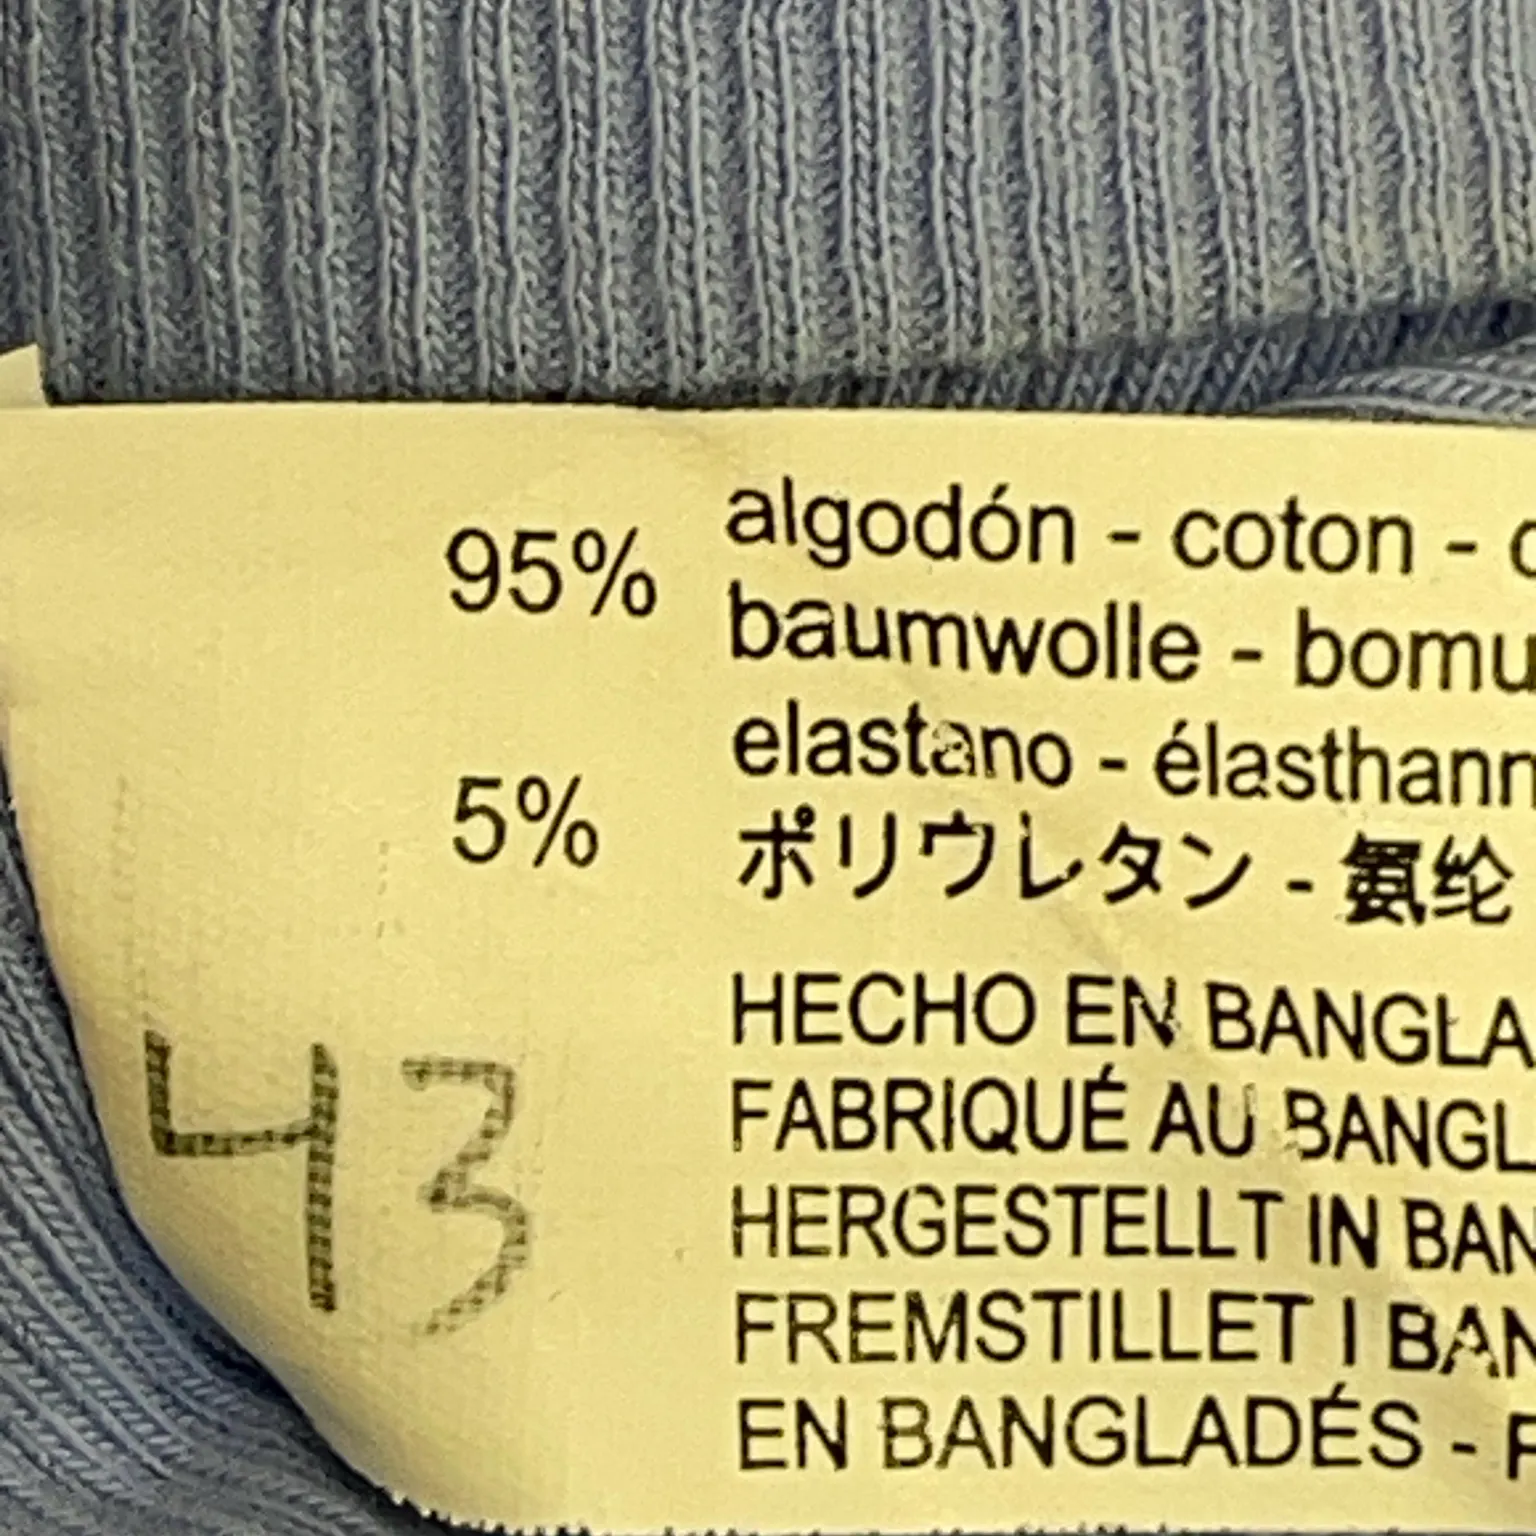 95% algodón - coton - 
baumwolle - bomu
5% elastano - élasthann
ポリウレタン - 氨纶
43
HECHO EN BANGLA
FABRIQUÉ AU BANGL
HERGESTELLT IN BAN
FREMSTILLET I BAN
EN BANGLADÉS -